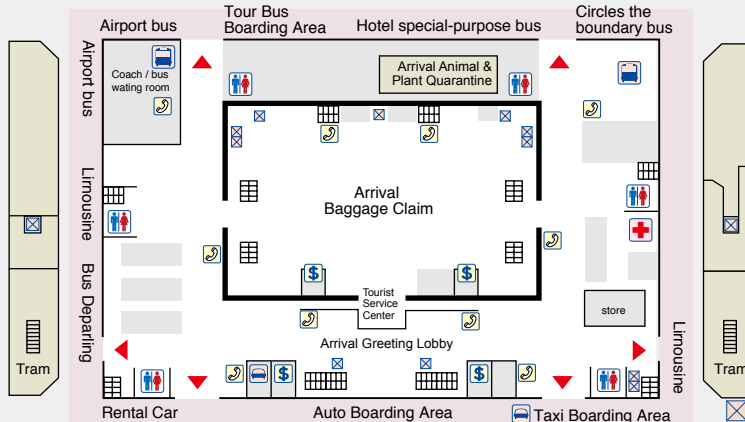 Airport bus
Tour Bus
Boarding Area
Hotel special-purpose bus
Circles the
boundary bus
Airport bus
Coach / bus
wating room
Arrival Animal &
Plant Quarantine
Limousine
Arrival
Baggage Claim
Bus Departing
Tourist
Service
Center
store
Arrival Greeting Lobby
Limousine
Tram
Tram
Rental Car
Auto Boarding Area
Taxi Boarding Area